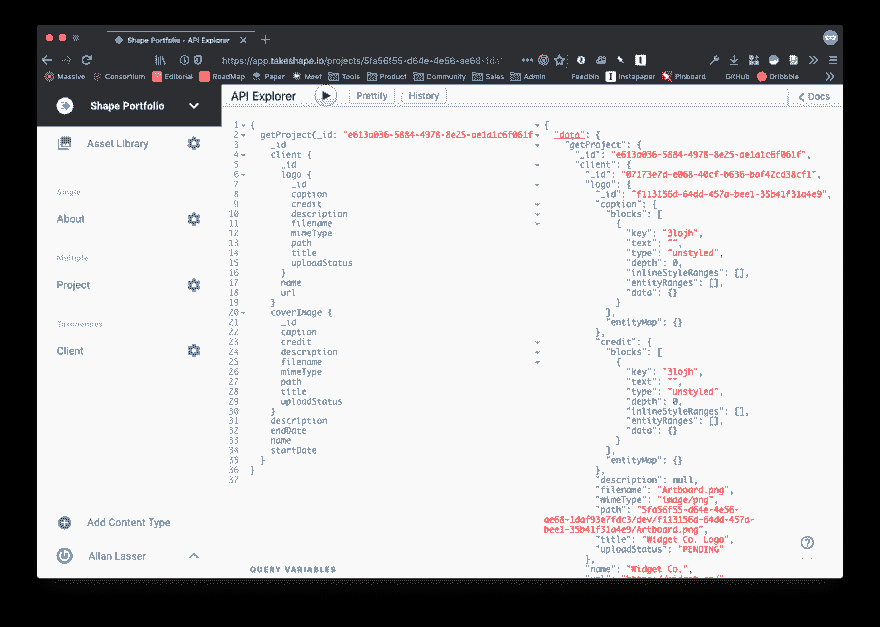 Shape Portfolio - API Explorer
https://app.takeshape.io/projects/5fa56f55-d64e-4e56-ae68-1d
Massive Consortium Editorial RoadMap Paper Meet Tools Product Community Sales Admin Feedbin Instapaper Pinboard GitHub Dribbble
Shape Portfolio
API Explorer Prettify History Docs
Asset Library
Single
About
Multiple
Project
Taxonomies
Client
Add Content Type
Allan Lasser
1 {
2 getProject(_id: "e613a036-5884-4978-8e25-ae1a1c6f061f
3 _id
4 client {
5 _id
6 logo {
7 _id
8 caption
9 credit
10 description
11 filename
12 mimeType
13 path
14 title
15 uploadStatus
16 }
17 name
18 url
19 }
20 coverImage {
21 _id
22 caption
23 credit
24 description
25 filename
26 mimeType
27 path
28 title
29 uploadStatus
30 }
31 description
32 endDate
33 name
34 startDate
35 }
36 }
37
QUERY VARIABLES
{
"data": {
"getProject": {
"_id": "e613a036-5884-4978-8e25-ae1a1c6f061f",
"client": {
"_id": "07173e7d-e068-40cf-b636-baf42cd38cf1",
"logo": {
"_id": "f113156d-64dd-457a-bee1-35b41f31a4e9",
"caption": {
"blocks": [
{
"key": "3lojh",
"text": "",
"type": "unstyled",
"depth": 0,
"inlineStyleRanges": [],
"entityRanges": [],
"data": {}
}
],
"entityMap": {}
},
"credit": {
"blocks": [
{
"key": "3lojh",
"text": "",
"type": "unstyled",
"depth": 0,
"inlineStyleRanges": [],
"entityRanges": [],
"data": {}
}
],
"entityMap": {}
},
"description": null,
"filename": "Artboard.png",
"mimeType": "image/png",
"path": "5fa56f55-d64e-4e56-
ae68-1daf93e7fdc3/dev/f113156d-64dd-457a-
bee1-35b41f31a4e9/Artboard.png",
"title": "Widget Co. Logo",
"uploadStatus": "PENDING"
},
"name": "Widget Co.",